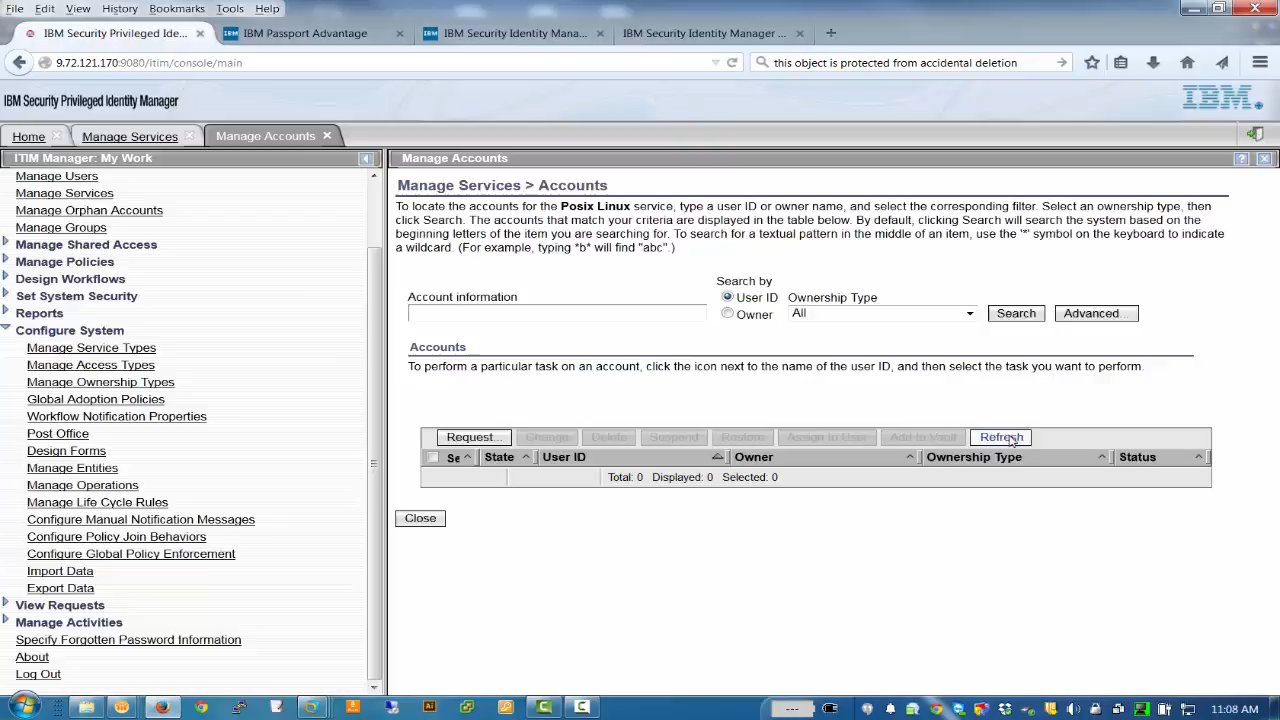 File Edit View History Bookmarks Tools Help
IBM Security Privileged Ide... × IBM Passport Advantage × IBM Security Identity Mana... × IBM Security Identity Manager ... × +
9.72.121.170:9080/itim/console/main this object is protected from accidental deletion
IBM Security Privileged Identity Manager
IBM.
Home Manage Services Manage Accounts ×
ITIM Manager: My Work
Manage Users
Manage Services
Manage Orphan Accounts
Manage Groups
Manage Shared Access
Manage Policies
Design Workflows
Set System Security
Reports
Configure System
Manage Service Types
Manage Access Types
Manage Ownership Types
Global Adoption Policies
Workflow Notification Properties
Post Office
Design Forms
Manage Entities
Manage Operations
Manage Life Cycle Rules
Configure Manual Notification Messages
Configure Policy Join Behaviors
Configure Global Policy Enforcement
Import Data
Export Data
View Requests
Manage Activities
Specify Forgotten Password Information
About
Log Out
Manage Accounts
Manage Services > Accounts
To locate the accounts for the Posix Linux service, type a user ID or owner name, and select the corresponding filter. Select an ownership type, then
click Search. The accounts that match your criteria are displayed in the table below. By default, clicking Search will search the system based on the
beginning letters of the item you are searching for. To search for a textual pattern in the middle of an item, use the '*' symbol on the keyboard to indicate
a wildcard. (For example, typing *b* will find "abc".)
Search by
Account information User ID Ownership Type
Owner All Search Advanced...
Accounts
To perform a particular task on an account, click the icon next to the name of the user ID, and then select the task you want to perform.
Request... Change Delete Suspend Restore Assign to User Add to Vault Refresh
Se State User ID Owner Ownership Type Status
Total: 0 Displayed: 0 Selected: 0
Close
11:08 AM